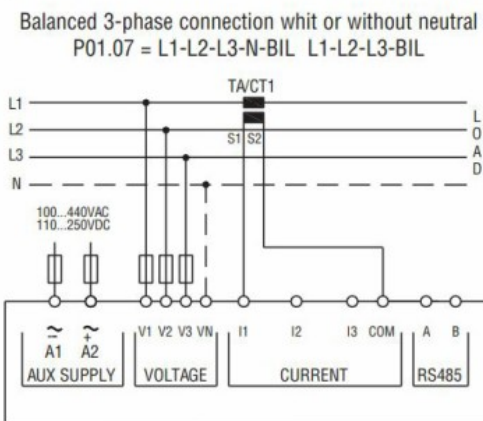 Balanced 3-phase connection whit or without neutral
P01.07 = L1-L2-L3-N-BIL L1-L2-L3-BIL
TA/CT1
L1
L2
S1 S2
L3
N
LOAD
100...440VAC
110...250VDC
V1 V2 V3 VN I1 I2 I3 COM A B
~ ~
– +
A1 A2
AUX SUPPLY VOLTAGE CURRENT RS485